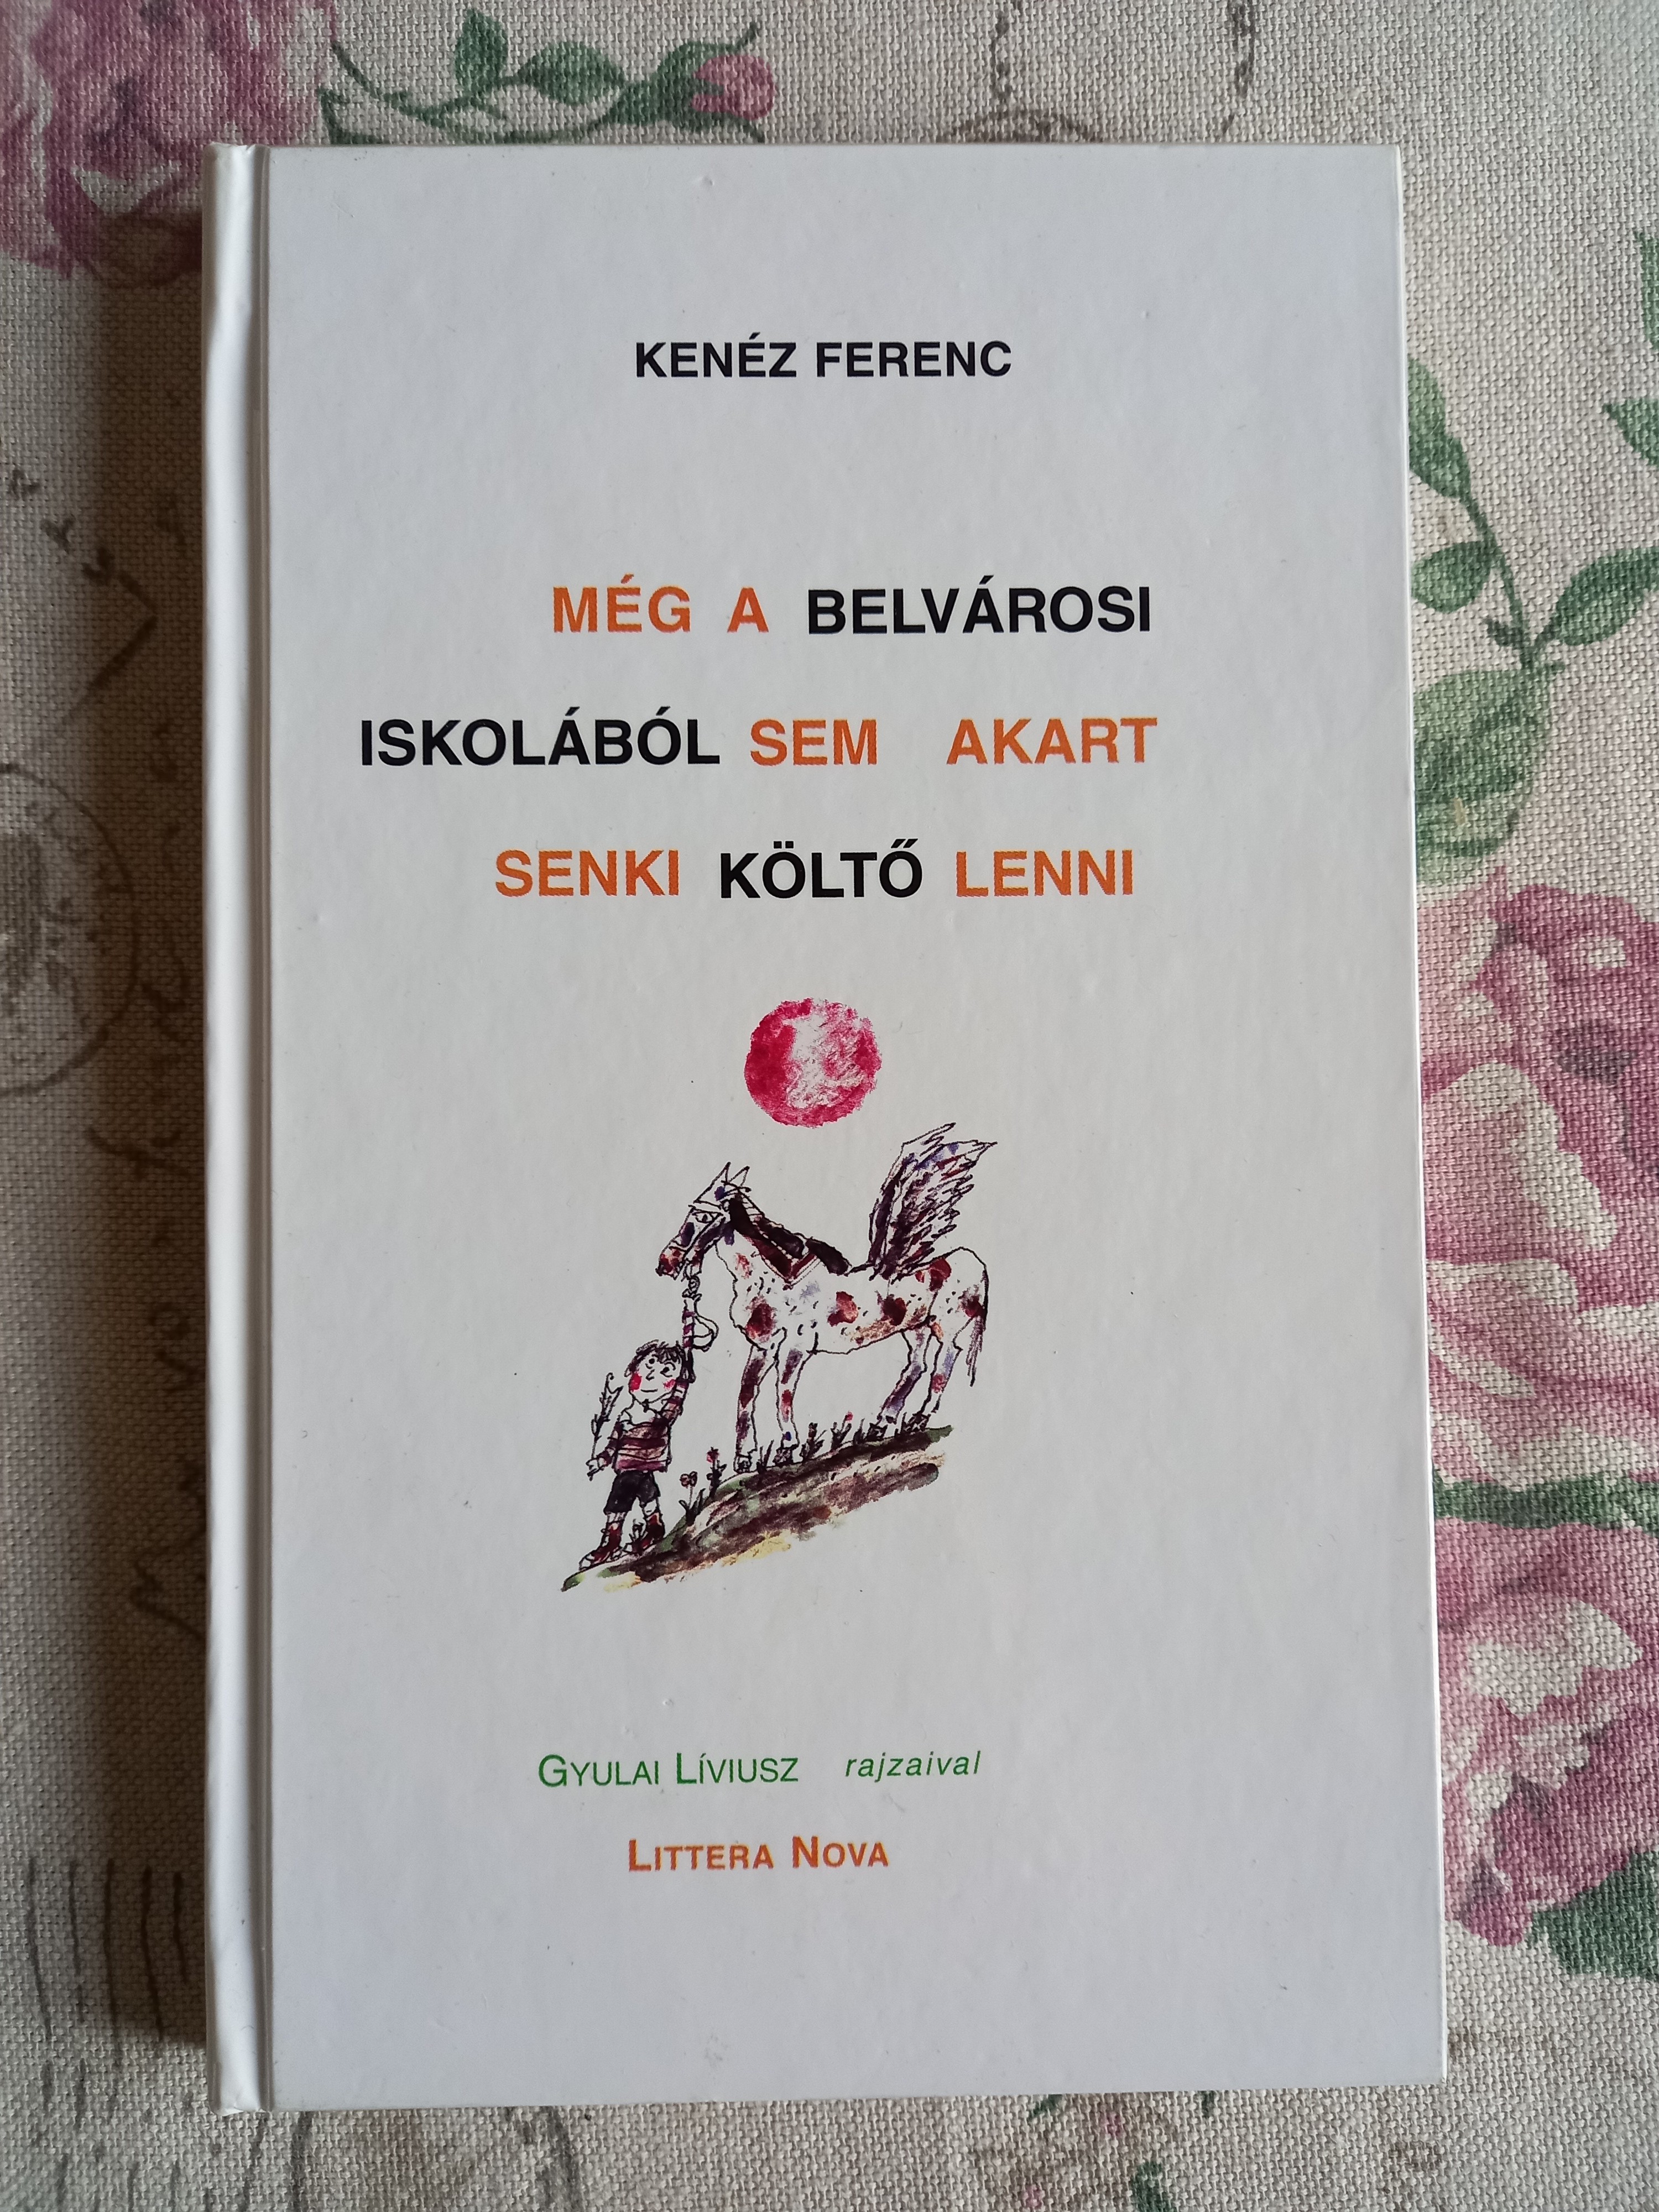 KENÉZ FERENC
MÉG A BELVÁROSI
ISKOLÁBÓL SEM AKART
SENKI KÖLTŐ LENNI
GYULAI LÍVIUSZ rajzaival
LITTERA NOVA